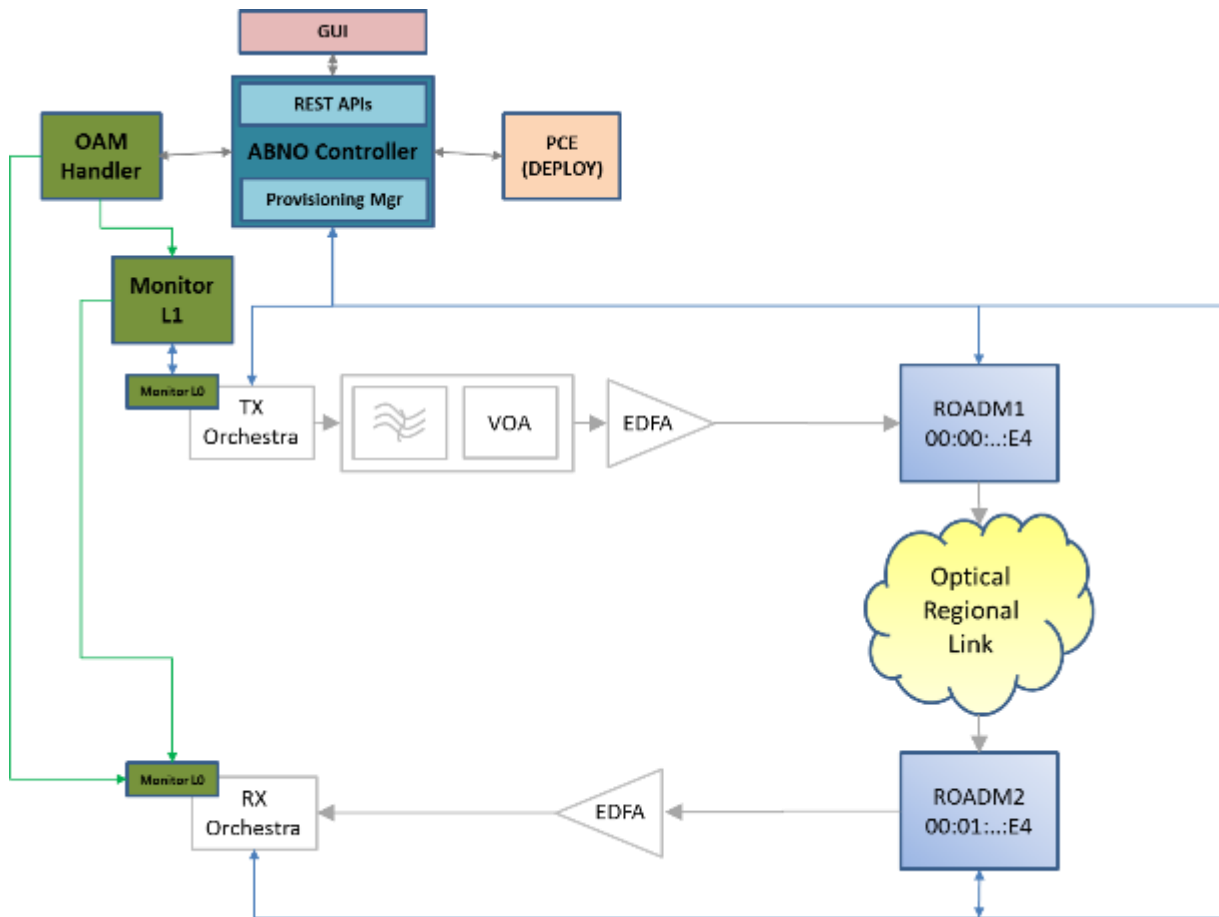 GUI
REST APIs
ABNO Controller
Provisioning Mgr
OAM
Handler
PCE
(DEPLOY)
Monitor
L1
Monitor L0
TX
Orchestra
VOA
EDFA
ROADM1
00:00:..:E4
Optical
Regional
Link
Monitor L0
RX
Orchestra
EDFA
ROADM2
00:01:..:E4